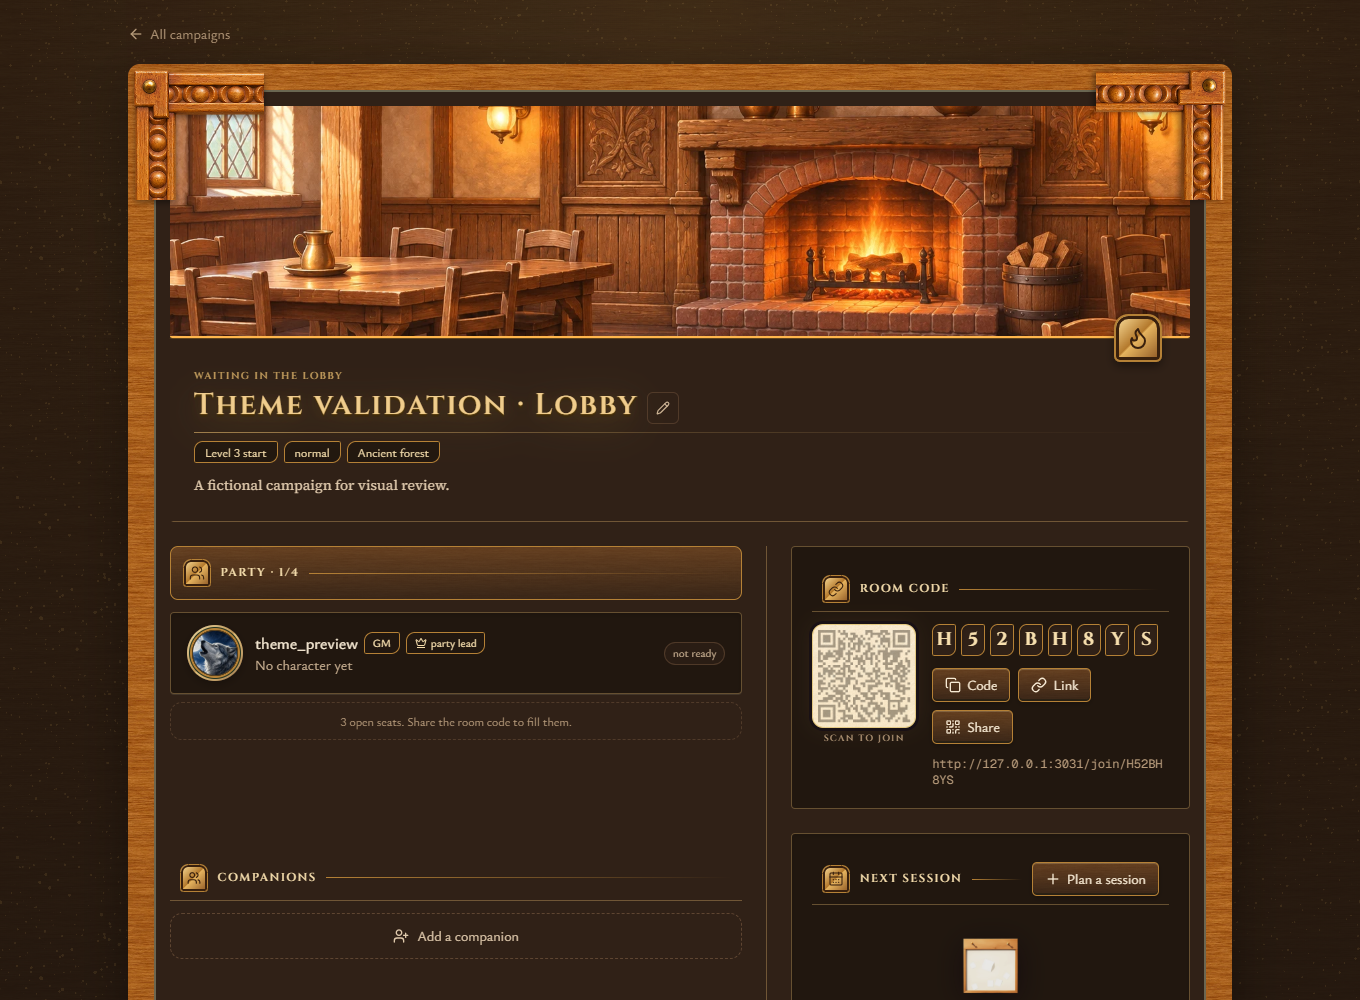 All campaigns
WAITING IN THE LOBBY
THEME VALIDATION · LOBBY
Level 3 start
normal
Ancient forest
A fictional campaign for visual review.
PARTY · 1/4
theme_preview
GM
party lead
No character yet
not ready
3 open seats. Share the room code to fill them.
COMPANIONS
Add a companion
ROOM CODE
H 5 2 B H 8 Y S
Code
Link
Share
SCAN TO JOIN
http://127.0.0.1:3031/join/H52BH
8YS
NEXT SESSION
Plan a session